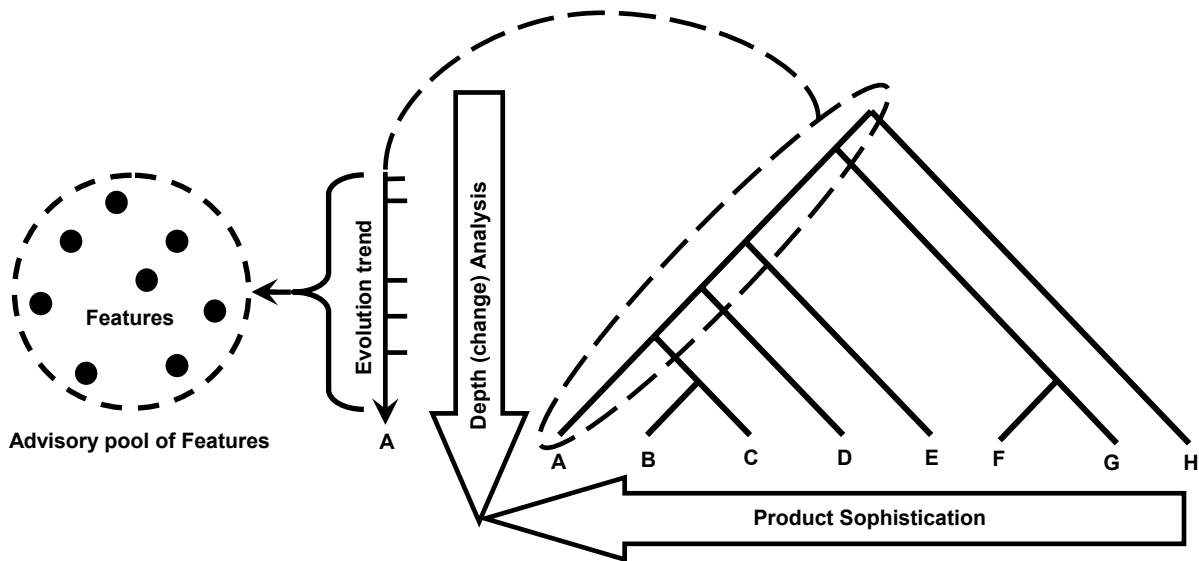 Features
Advisory pool of Features
Evolution trend
A
Depth (change) Analysis
A
B
C
D
E
F
G
H
Product Sophistication